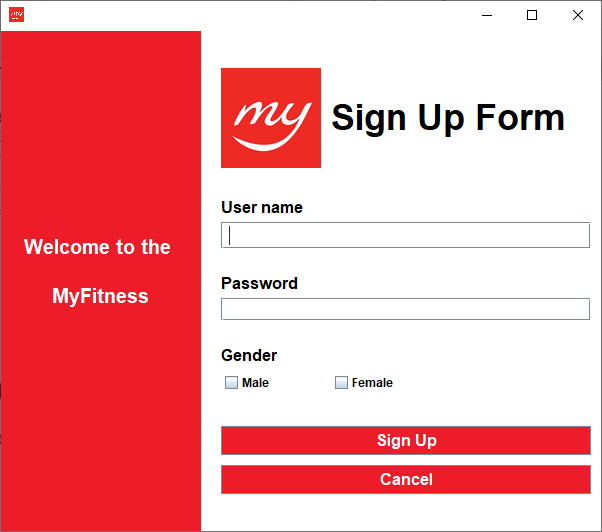 my
Sign Up Form
Welcome to the
MyFitness
User name
Password
Gender
Male
Female
Sign Up
Cancel